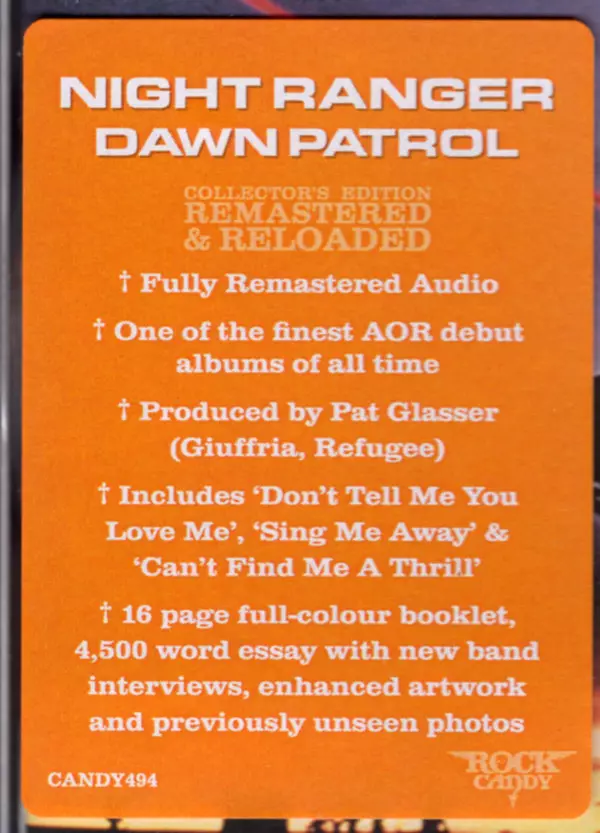 NIGHT RANGER
DAWN PATROL
COLLECTOR'S EDITION
REMASTERED
& RELOADED
† Fully Remastered Audio
† One of the finest AOR debut
albums of all time
† Produced by Pat Glasser
(Giuffria, Refugee)
† Includes ‘Don’t Tell Me You
Love Me’, ‘Sing Me Away’ &
‘Can’t Find Me A Thrill’
† 16 page full-colour booklet,
4,500 word essay with new band
interviews, enhanced artwork
and previously unseen photos
CANDY494
ROCK
CANDY